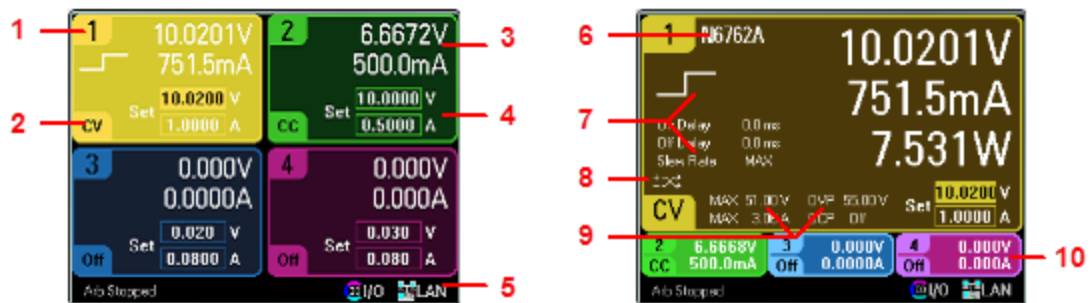 1
1 10.0201V
751.5mA
Set 10.0200 V
1.0000 A
2
CV
2 6.6672V
500.0mA
Set 10.0000 V
0.5000 A
CC
3
4
3 0.000V
0.0000A
Set 0.020 V
0.0800 A
Off
4 0.000V
0.000A
Set 0.030 V
0.080 A
Off
Arb Stopped I/O LAN
5
6
1 N6762A 10.0201V
751.5mA
7.531W
7
Delay 0.0 ms
Off Delay 0.0 ms
Slew Rate MAX
8
CV
MAX 51.00V OVP 55.00V
MAX 3.06A OCP Off
Set 10.0200 V
1.0000 A
9
2 6.6668V
CC 500.0mA
3 0.000V
Off 0.0000A
4 0.000V
Off 0.000A
10
Arb Stopped I/O LAN